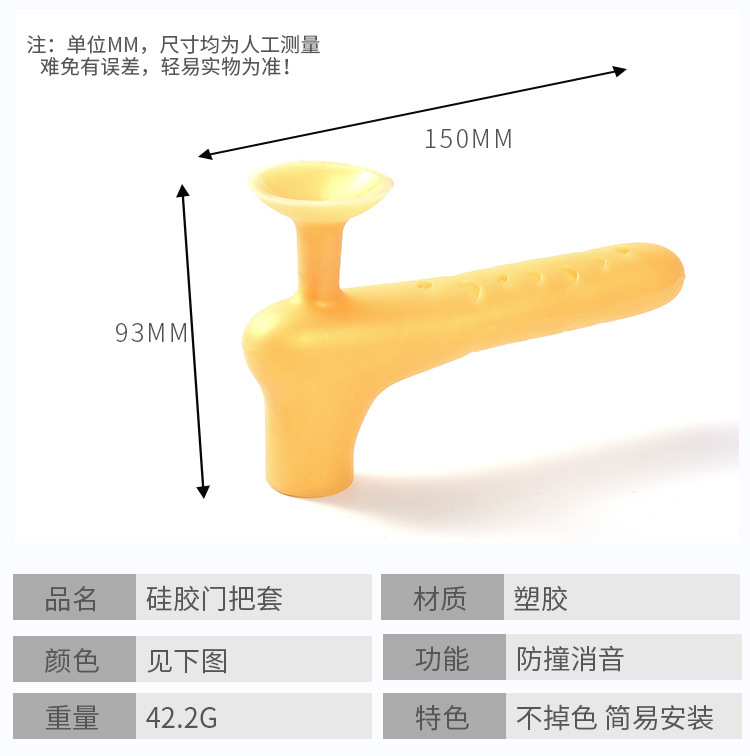 注：单位MM，尺寸均为人工测量
难免有误差，轻易实物为准！
150MM
93MM
品名 硅胶门把套 材质 塑胶
颜色 见下图 功能 防撞消音
重量 42.2G 特色 不掉色 简易安装